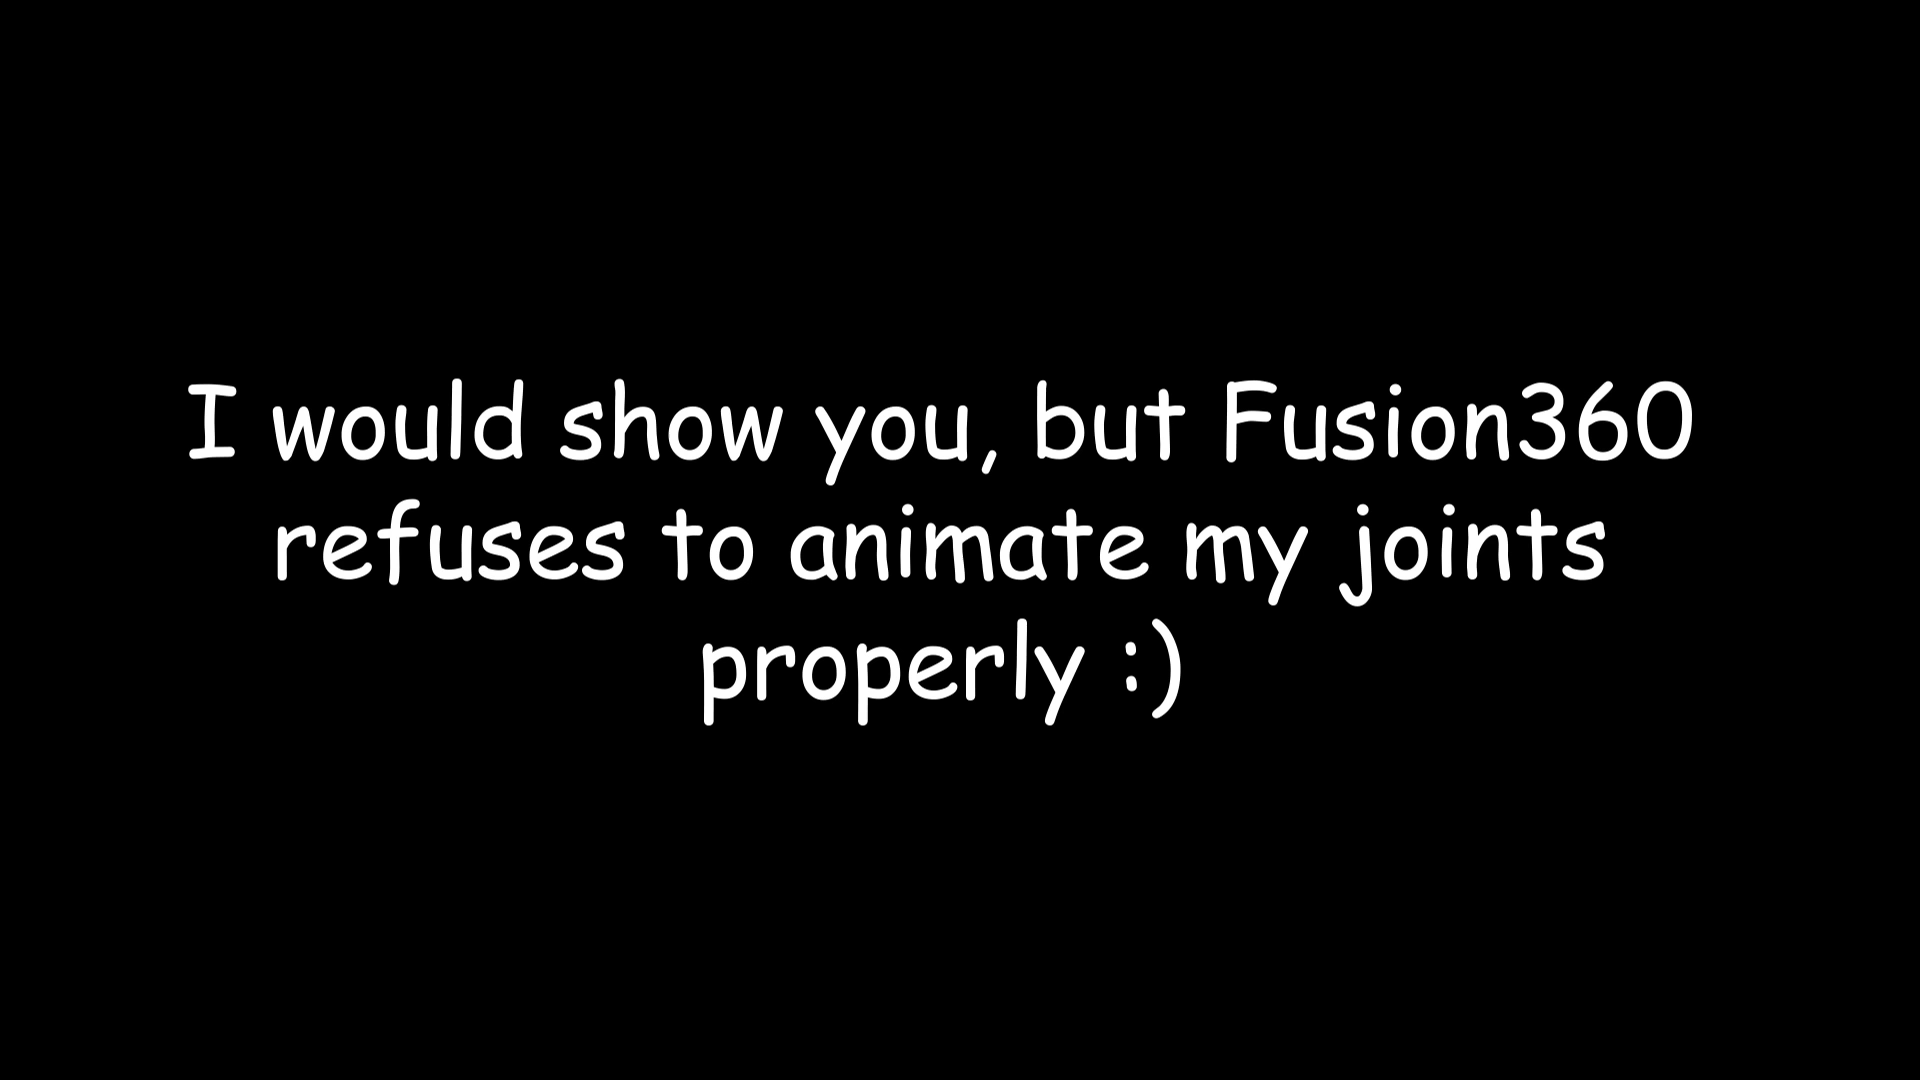 I would show you, but Fusion360
refuses to animate my joints
properly :)